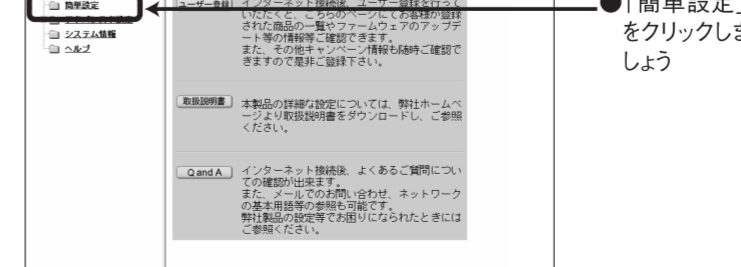 簡単設定
システム情報
ヘルプ
ユーザー登録
インターネット接続後、ユーザー登録を行って
いただくと、こちらのページにてお客様が登録
された商品の一覧やファームウェアのアップデ
ート等の情報等ご確認できます。
また、その他キャンペーン情報も随時ご確認で
きますので是非ご登録下さい。
取扱説明書
本製品の詳細な設定については、弊社ホームペ
ージより取扱説明書をダウンロードし、ご参照
ください。
Q and A
インターネット接続後、よくあるご質問につい
ての確認が出来ます。
また、メールでのお問い合わせ、ネットワーク
の基本用語等の参照も可能です。
弊社製品の設定等でお困りになられたときには
ご参照ください。
●「簡単設定」
をクリックしま
しょう